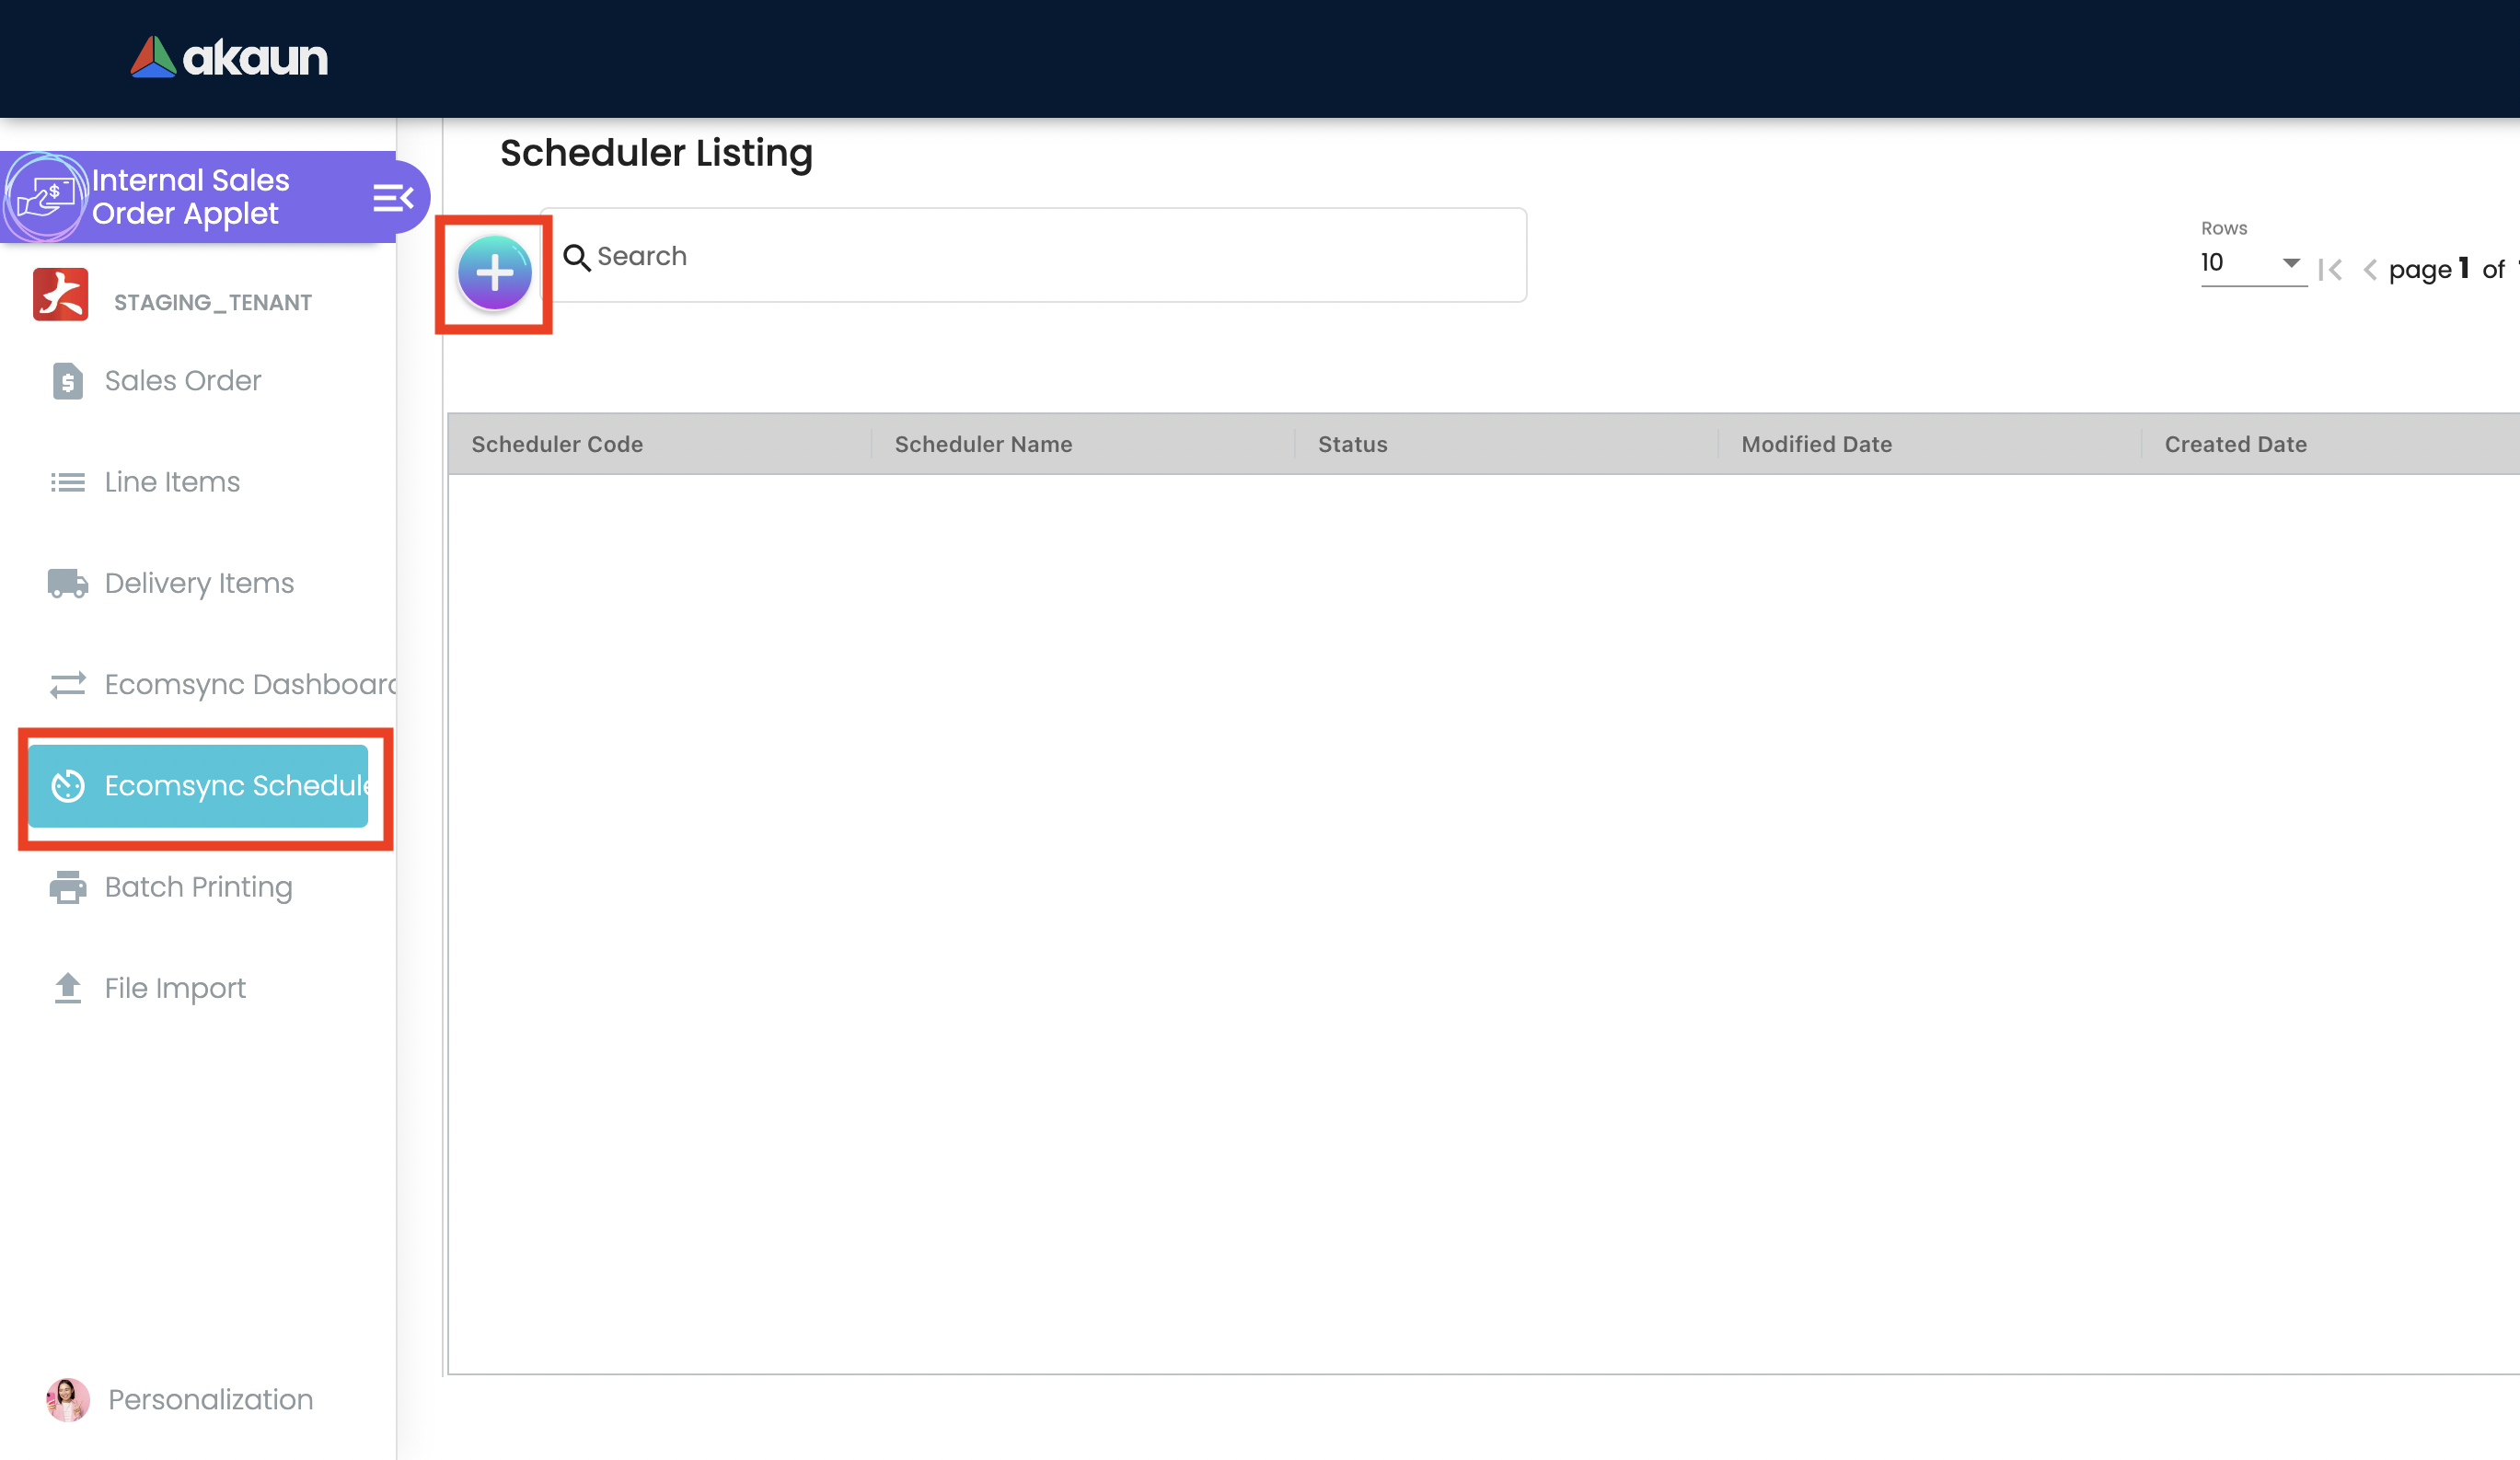 akaun
Internal Sales
Order Applet
STAGING_TENANT
Sales Order
Line Items
Delivery Items
Ecomsync Dashboard
Ecomsync Schedule
Batch Printing
File Import
Personalization
Scheduler Listing
Search
Rows
10
page 1 of
Scheduler Code Scheduler Name Status Modified Date Created Date